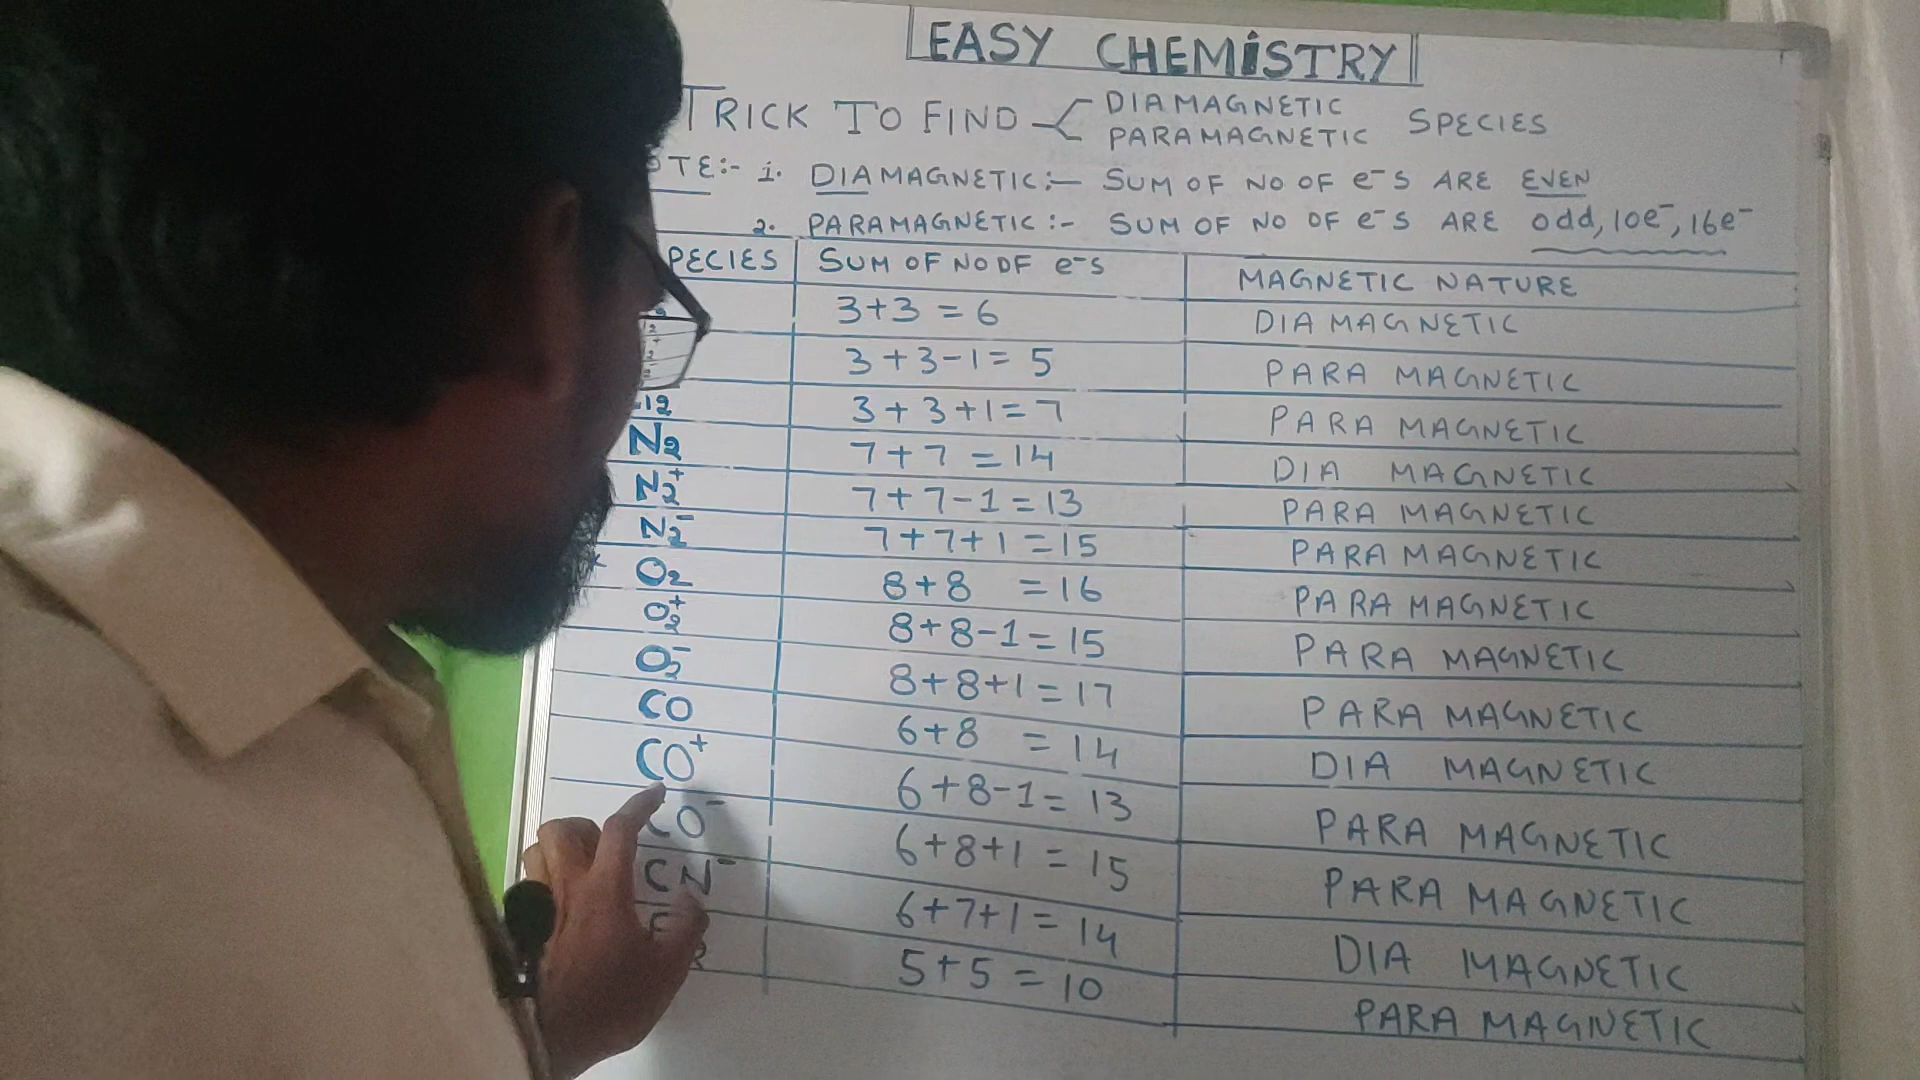 EASY CHEMISTRY
TRICK TO FIND DIAMAGNETIC PARAMAGNETIC SPECIES
OTE:- 1. DIAMAGNETIC:- SUM OF NO OF e⁻S ARE EVEN
2. PARAMAGNETIC:- SUM OF NO OF e⁻S ARE odd, 10e⁻, 16e⁻
PECIES SUM OF NO OF e⁻s MAGNETIC NATURE
3+3 = 6 DIAMAGNETIC
3+3-1= 5 PARA MAGNETIC
3+3+1=7 PARA MAGNETIC
N₂ 7+7 =14 DIA MAGNETIC
N₂⁺ 7+7-1=13 PARA MAGNETIC
N₂⁻ 7+7+1=15 PARA MAGNETIC
O₂ 8+8 =16 PARA MAGNETIC
O₂⁺ 8+8-1=15 PARA MAGNETIC
O₂⁻ 8+8+1=17 PARA MAGNETIC
CO 6+8 =14 DIA MAGNETIC
CO⁺ 6+8-1=13 PARA MAGNETIC
CO⁻ 6+8+1=15 PARA MAGNETIC
CN⁻ 6+7+1=14 DIA MAGNETIC
5+5=10 PARA MAGNETIC